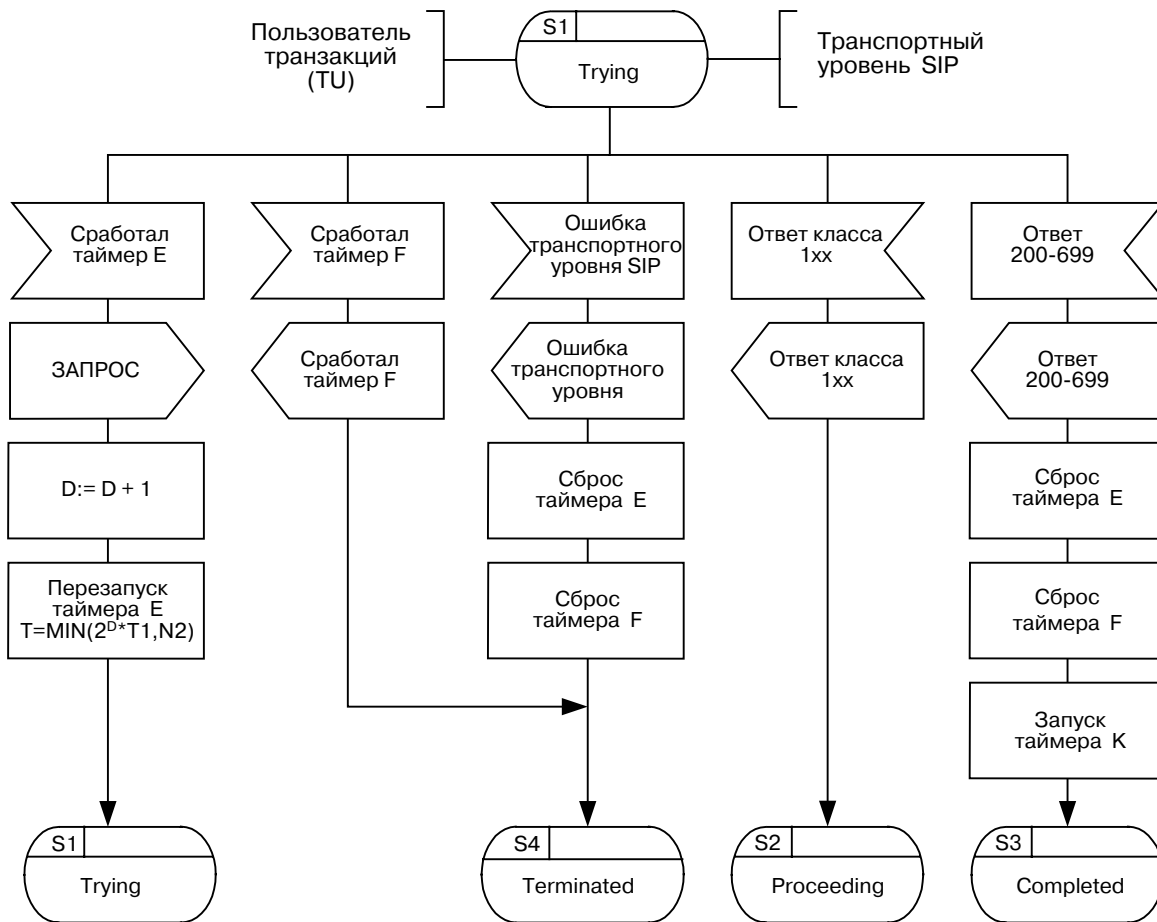 Пользователь
транзакций
(TU)
S1
Trying
Транспортный
уровень SIP
Сработал
таймер E
Сработал
таймер F
Ошибка
транспортного
уровня SIP
Ответ класса
1xx
Ответ
200-699
ЗАПРОС
Сработал
таймер F
Ошибка
транспортного
уровня
Ответ класса
1xx
Ответ
200-699
D:= D + 1
Сброс
таймера E
Сброс
таймера E
Перезапуск
таймера E
T=MIN(2ᴰ*T1,N2)
Сброс
таймера F
Сброс
таймера F
Запуск
таймера K
S1
Trying
S4
Terminated
S2
Proceeding
S3
Completed